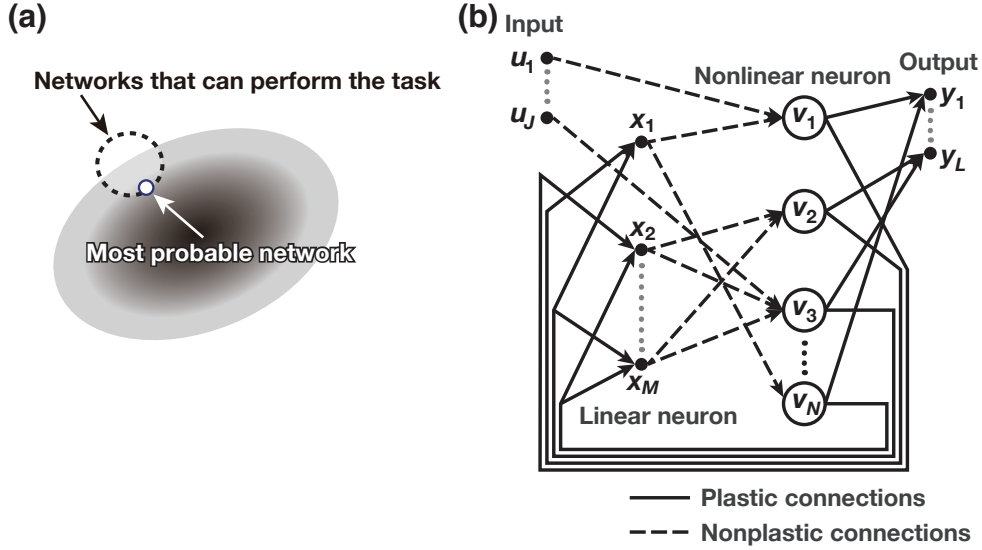 (a)
Networks that can perform the task
Most probable network
(b)
Input
u1
uJ
x1
x2
xM
Linear neuron
Nonlinear neuron
v1
v2
v3
vN
Output
y1
yL
Plastic connections
Nonplastic connections